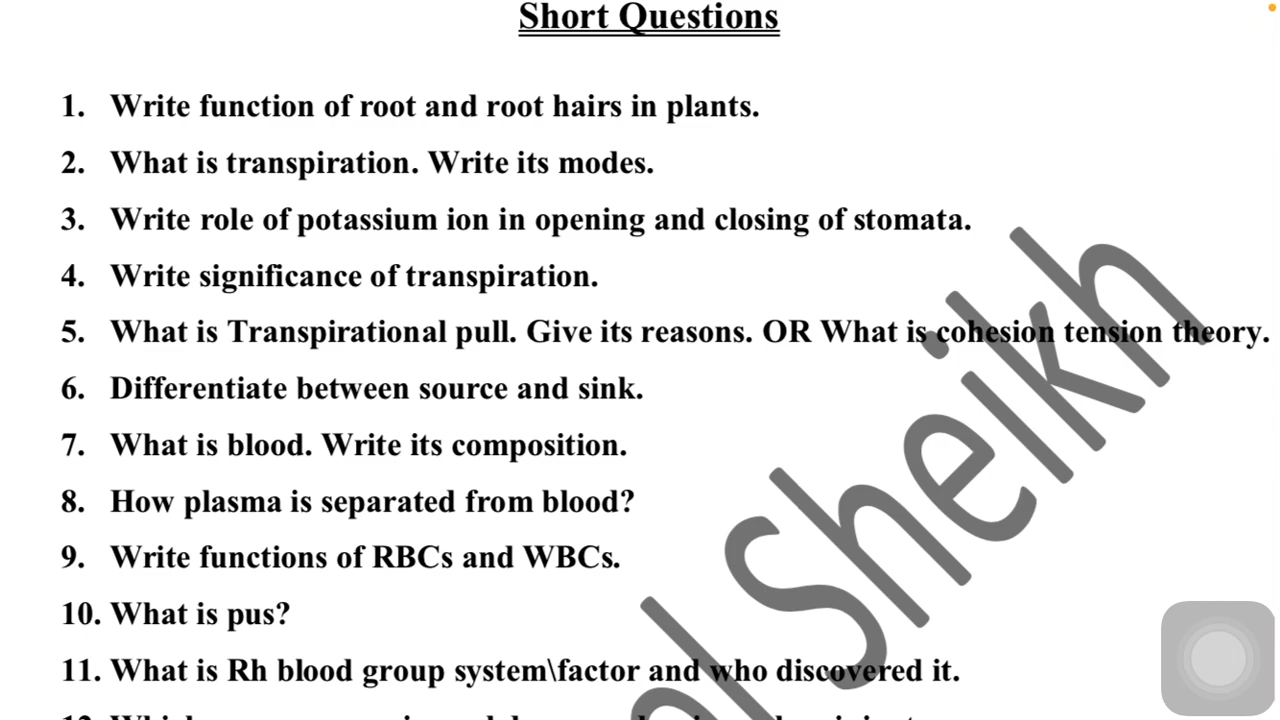 Short Questions
1. Write function of root and root hairs in plants.
2. What is transpiration. Write its modes.
3. Write role of potassium ion in opening and closing of stomata.
4. Write significance of transpiration.
5. What is Transpirational pull. Give its reasons. OR What is cohesion tension theory.
6. Differentiate between source and sink.
7. What is blood. Write its composition.
8. How plasma is separated from blood?
9. Write functions of RBCs and WBCs.
10. What is pus?
11. What is Rh blood group system\factor and who discovered it.
Sheikh